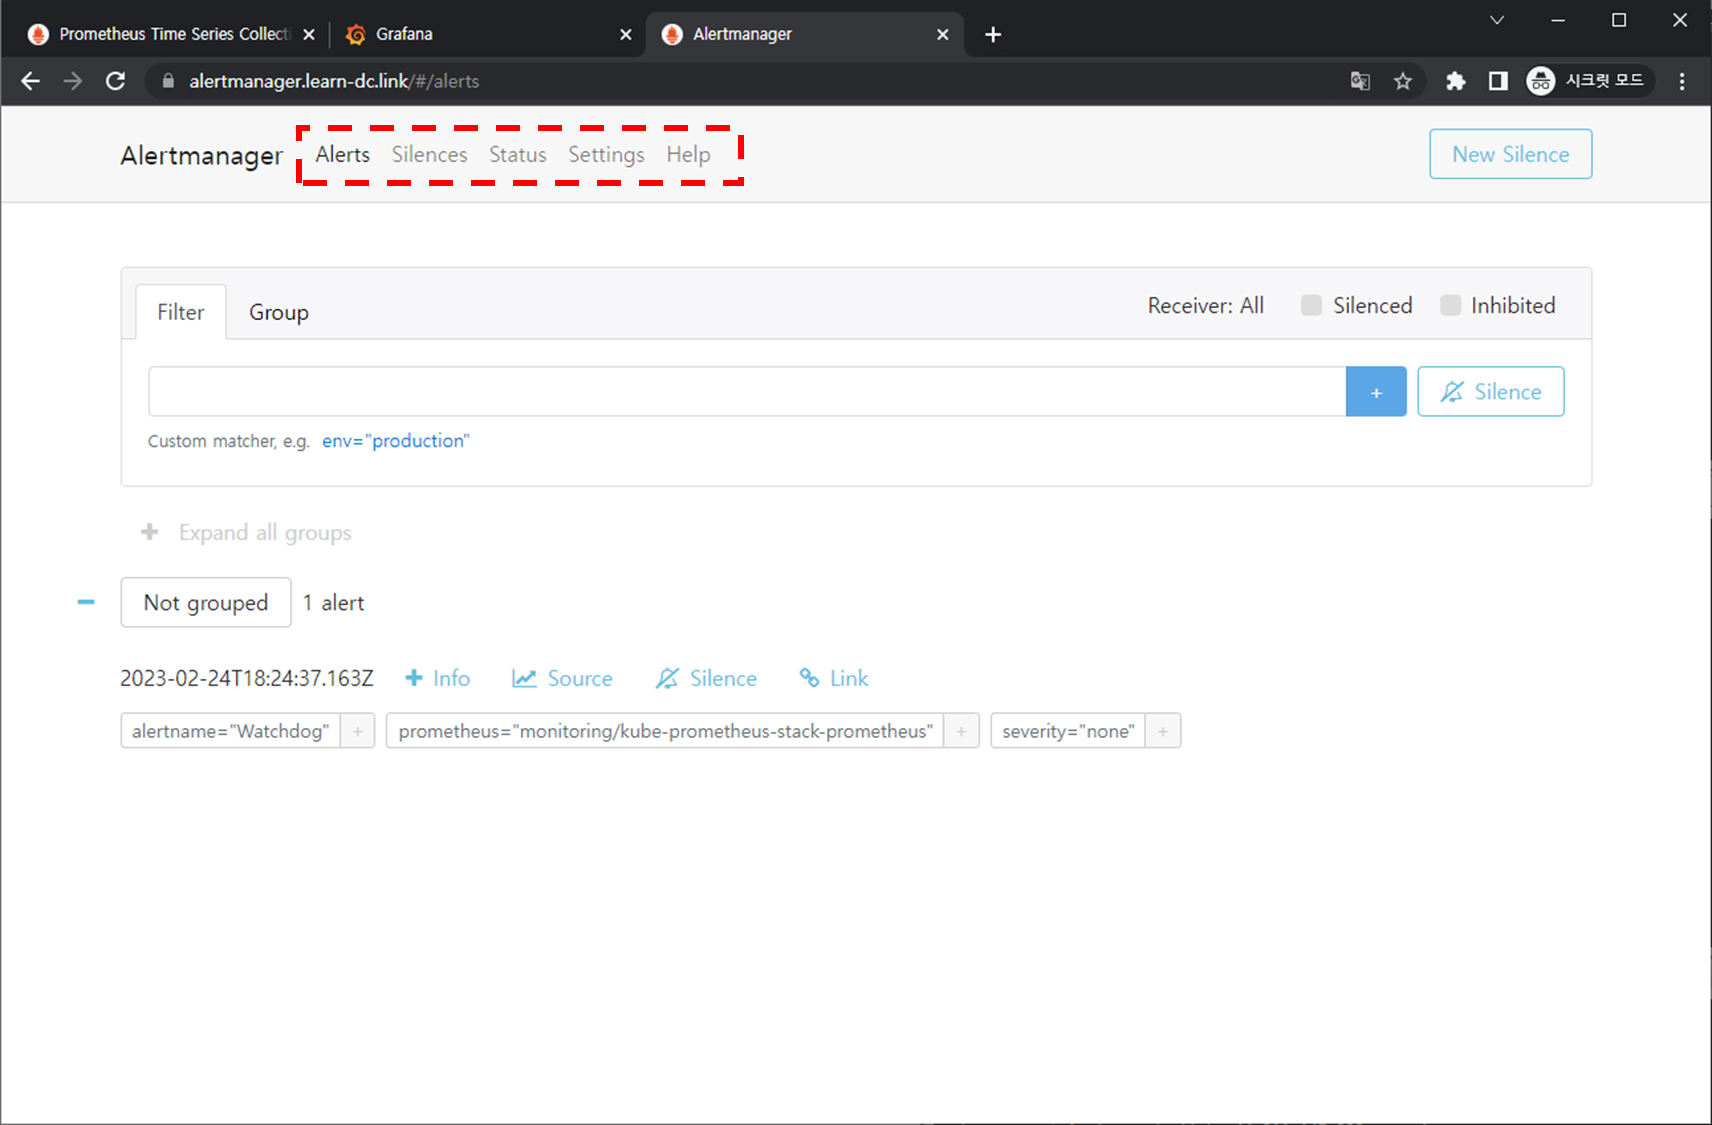 Prometheus Time Series Collecti
Grafana
Alertmanager
alertmanager.learn-dc.link/#/alerts
시크릿 모드
Alertmanager Alerts Silences Status Settings Help New Silence
Filter Group Receiver: All Silenced Inhibited
+ Silence
Custom matcher, e.g. env="production"
+ Expand all groups
− Not grouped 1 alert
2023-02-24T18:24:37.163Z + Info Source Silence Link
alertname="Watchdog" + prometheus="monitoring/kube-prometheus-stack-prometheus" + severity="none" +